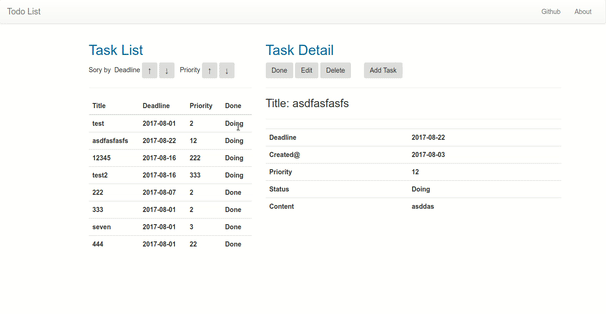 Todo List Github About
Task List
Sory by Deadline ↑ ↓ Priority ↑ ↓
Title Deadline Priority Done
test 2017-08-01 2 Doing
asdfasfasfs 2017-08-22 12 Doing
12345 2017-08-16 222 Doing
test2 2017-08-16 333 Doing
222 2017-08-07 2 Done
333 2017-08-01 2 Done
seven 2017-08-01 3 Done
444 2017-08-01 22 Done
Task Detail
Done Edit Delete Add Task
Title: asdfasfasfs
Deadline 2017-08-22
Created@ 2017-08-03
Priority 12
Status Doing
Content asddas